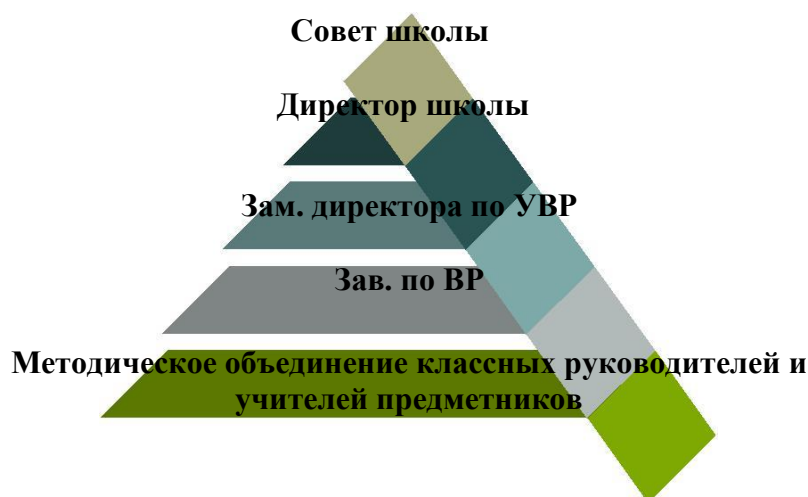 Совет школы
Директор школы
Зам. директора по УВР
Зав. по ВР
Методическое объединение классных руководителей и
учителей предметников